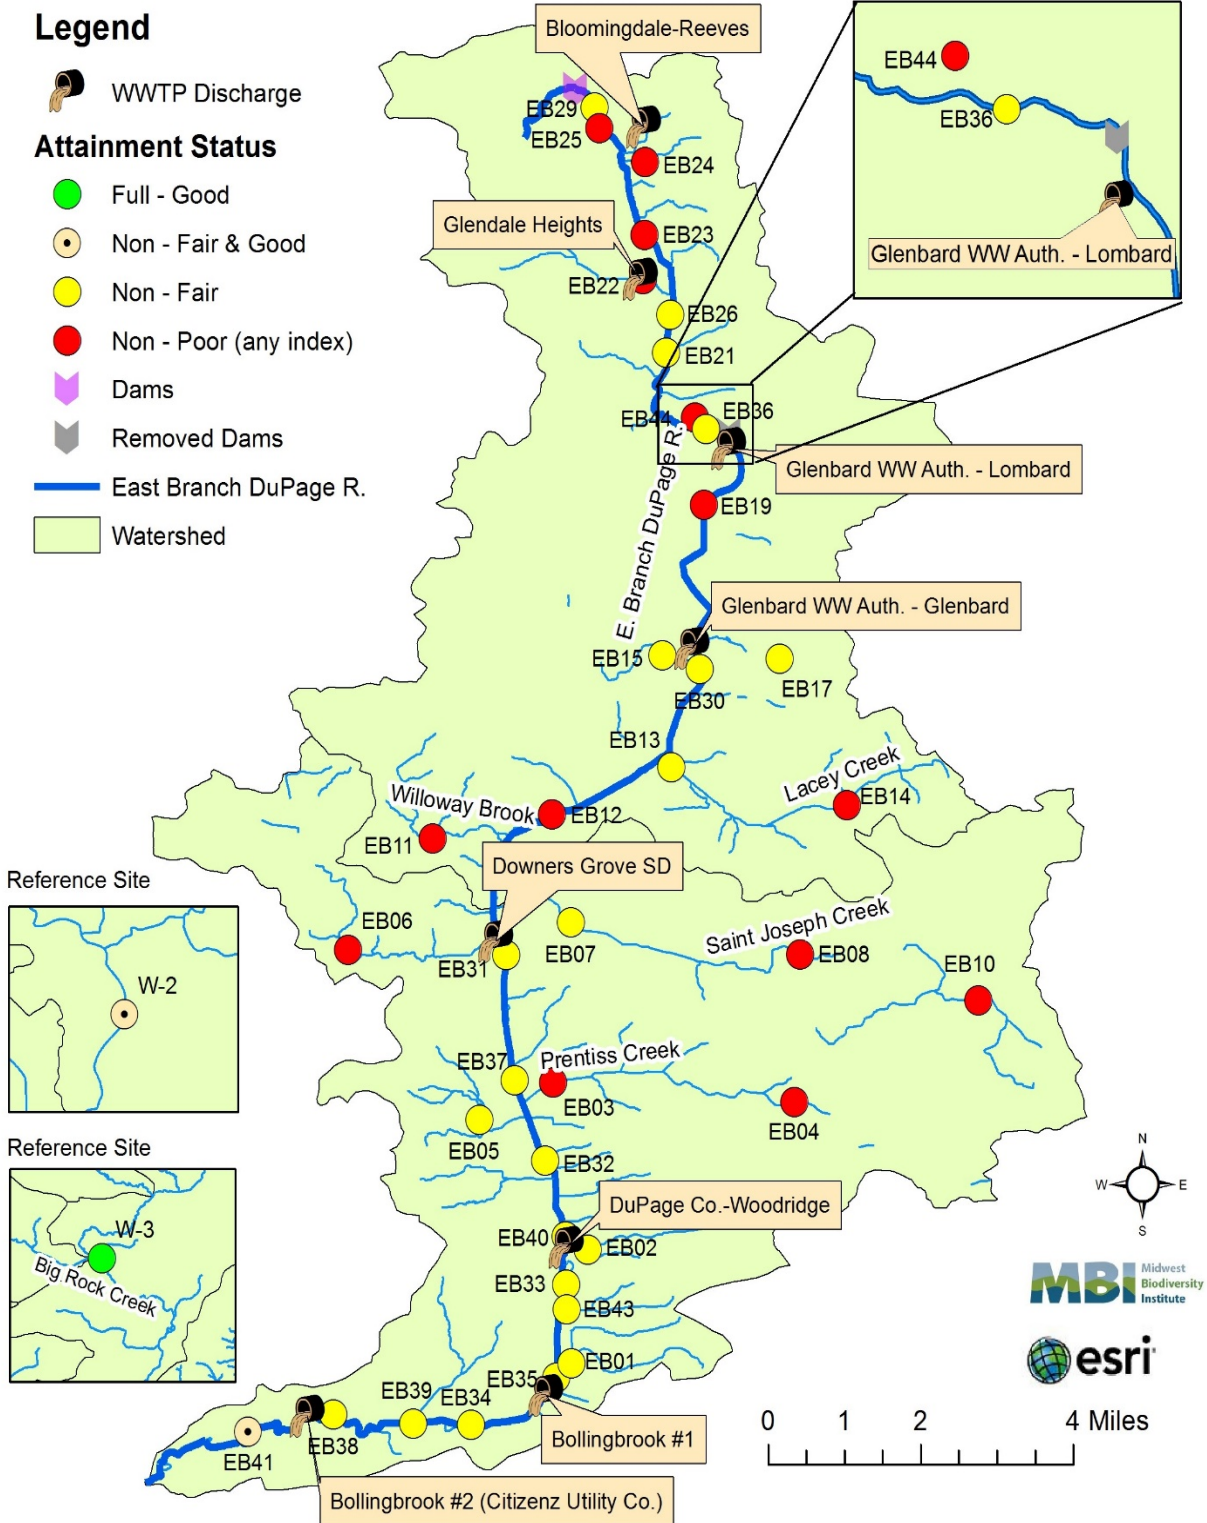 Legend
WWTP Discharge
Attainment Status
Full - Good
Non - Fair & Good
Non - Fair
Non - Poor (any index)
Dams
Removed Dams
East Branch DuPage R.
Watershed
Bloomingdale-Reeves
EB44
EB36
Glenbard WW Auth. - Lombard
EB29
EB25
EB24
Glendale Heights
EB23
EB22
EB26
EB21
EB44
EB36
Glenbard WW Auth. - Lombard
EB19
E. Branch DuPage R.
Glenbard WW Auth. - Glenbard
EB15
EB17
EB30
EB13
Lacey Creek
EB14
Willoway Brook
EB12
EB11
Downers Grove SD
Reference Site
W-2
EB06
EB31
EB07
Saint Joseph Creek
EB08
EB10
EB37
Prentiss Creek
EB03
EB04
EB05
EB32
Reference Site
W-3
Big Rock Creek
DuPage Co.-Woodridge
EB40
EB02
EB33
EB43
EB01
EB35
EB39
EB34
EB38
EB41
Bollingbrook #1
Bollingbrook #2 (Citizenz Utility Co.)
N
W
E
S
MBI
Midwest
Biodiversity
Institute
esri
0 1 2 4 Miles